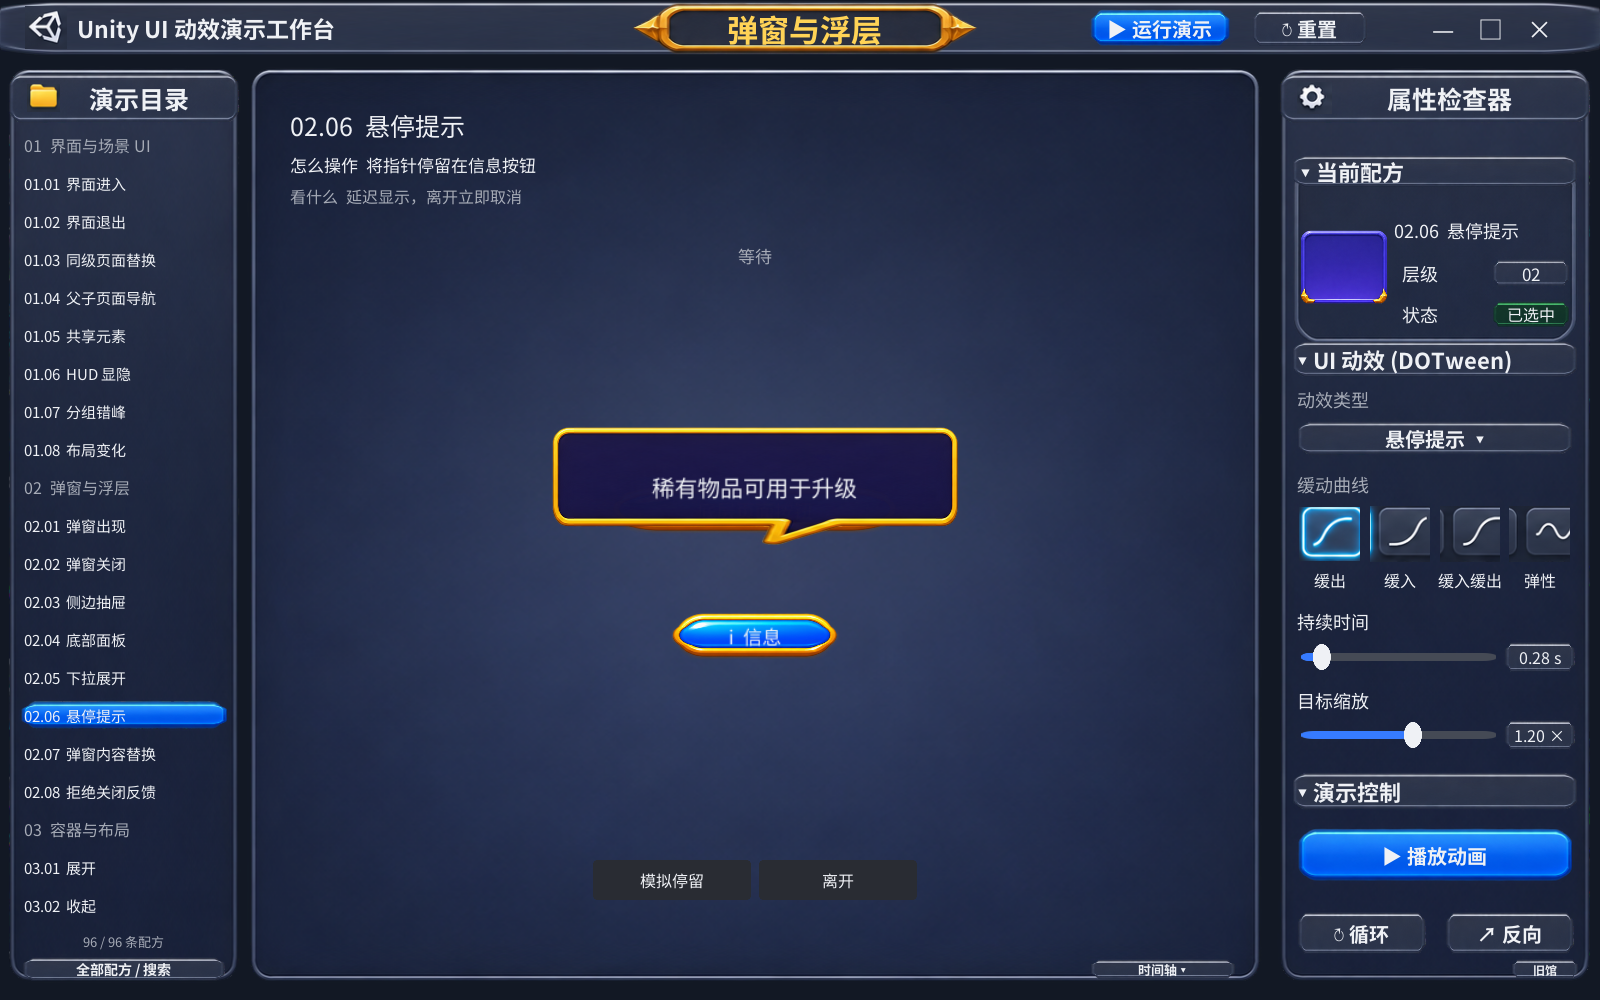 Unity UI 动效演示工作台
弹窗与浮层
▶ 运行演示
↻ 重置
演示目录
01 界面与场景 UI
01.01 界面进入
01.02 界面退出
01.03 同级页面替换
01.04 父子页面导航
01.05 共享元素
01.06 HUD 显隐
01.07 分组错峰
01.08 布局变化
02 弹窗与浮层
02.01 弹窗出现
02.02 弹窗关闭
02.03 侧边抽屉
02.04 底部面板
02.05 下拉展开
02.06 悬停提示
02.07 弹窗内容替换
02.08 拒绝关闭反馈
03 容器与布局
03.01 展开
03.02 收起
96 / 96 条配方
全部配方 / 搜索
02.06 悬停提示
怎么操作 将指针停留在信息按钮
看什么 延迟显示，离开立即取消
等待
稀有物品可用于升级
i 信息
模拟停留
离开
时间轴 ▾
属性检查器
▾ 当前配方
02.06 悬停提示
层级 02
状态 已选中
▾ UI 动效 (DOTween)
动效类型
悬停提示 ▾
缓动曲线
缓出 缓入 缓入缓出 弹性
持续时间
0.28 s
目标缩放
1.20 ×
▾ 演示控制
▶ 播放动画
↻ 循环
↗ 反向
旧馆